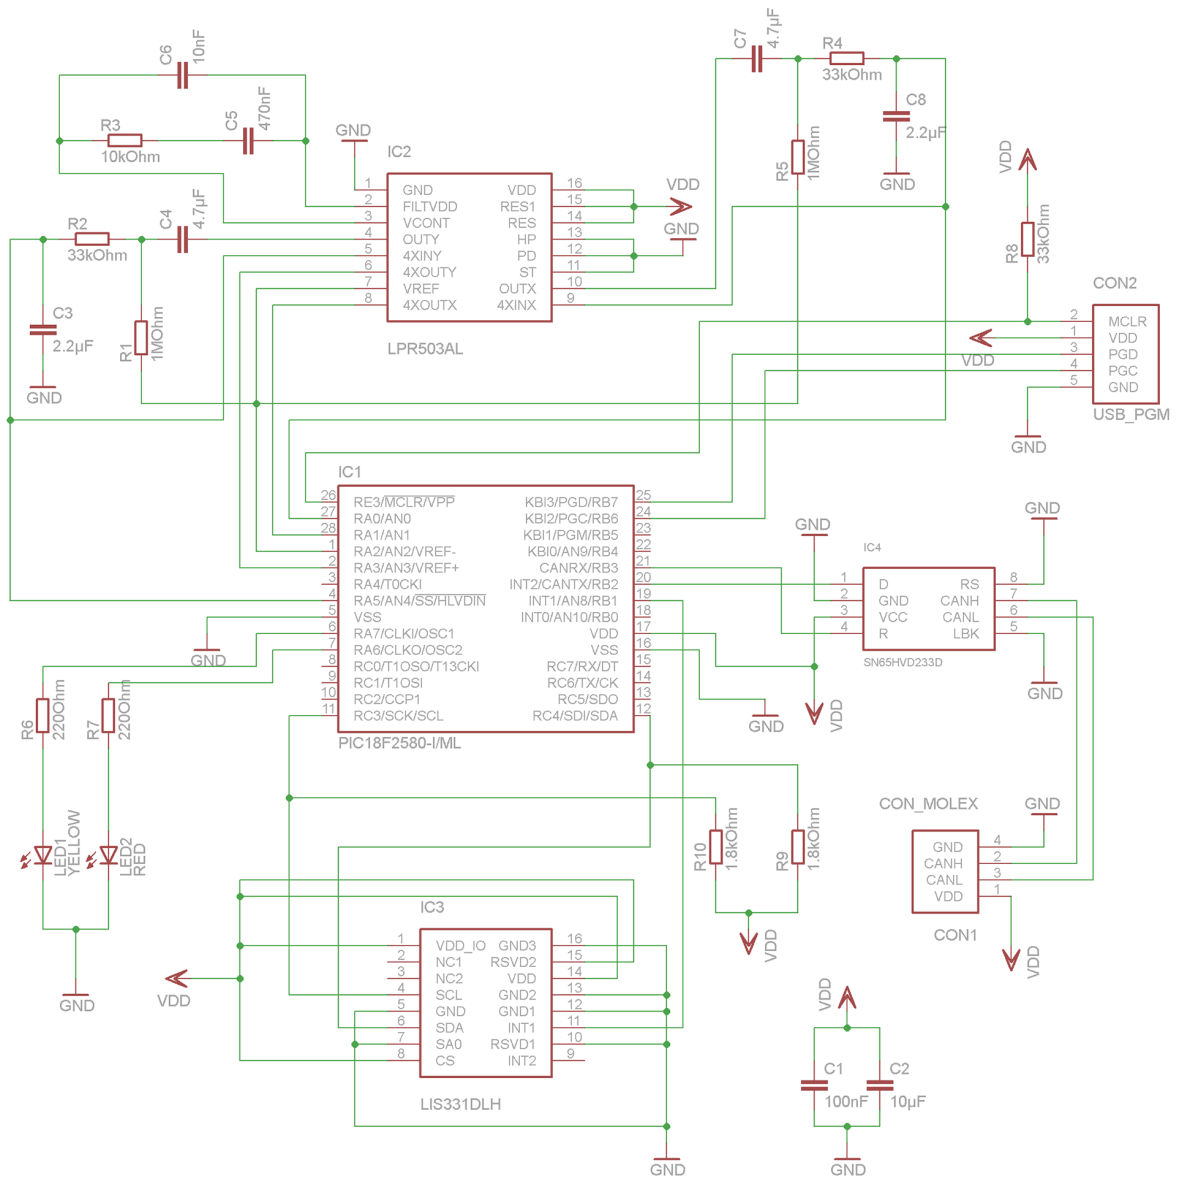 C6
10nF
R3
10kOhm
C5
470nF
GND
IC2
1 GND VDD 16
2 FILTVDD RES1 15
3 VCONT RES 14
4 OUTY HP 13
5 4XINY PD 12
6 4XOUTY ST 11
7 VREF OUTX 10
8 4XOUTX 4XINX 9
LPR503AL
VDD
GND
R2
33kOhm
C4
4.7µF
C3
2.2µF
GND
R1
1MOhm
C7
4.7µF
R4
33kOhm
C8
2.2µF
GND
R5
1MOhm
VDD
R8
33kOhm
CON2
2 MCLR
1 VDD
3 PGD
4 PGC
5 GND
USB_PGM
VDD
GND
IC1
26 RE3/MCLR/VPP KBI3/PGD/RB7 25
27 RA0/AN0 KBI2/PGC/RB6 24
28 RA1/AN1 KBI1/PGM/RB5 23
1 RA2/AN2/VREF- KBI0/AN9/RB4 22
2 RA3/AN3/VREF+ CANRX/RB3 21
3 RA4/T0CKI INT2/CANTX/RB2 20
4 RA5/AN4/SS/HLVDIN INT1/AN8/RB1 19
5 VSS INT0/AN10/RB0 18
6 RA7/CLKI/OSC1 VDD 17
7 RA6/CLKO/OSC2 VSS 16
8 RC0/T1OSO/T13CKI RC7/RX/DT 15
9 RC1/T1OSI RC6/TX/CK 14
10 RC2/CCP1 RC5/SDO 13
11 RC3/SCK/SCL RC4/SDI/SDA 12
PIC18F2580-I/ML
GND
GND
VDD
GND
IC4
1 D RS 8
2 GND CANH 7
3 VCC CANL 6
4 R LBK 5
SN65HVD233D
GND
GND
R6
220Ohm
R7
220Ohm
LED1
YELLOW
LED2
RED
GND
R10
1.8kOhm
R9
1.8kOhm
VDD
CON_MOLEX
GND
GND 4
CANH 2
CANL 3
VDD 1
CON1
VDD
IC3
1 VDD_IO GND3 16
2 NC1 RSVD2 15
3 NC2 VDD 14
4 SCL GND2 13
5 GND GND1 12
6 SDA INT1 11
7 SA0 RSVD1 10
8 CS INT2 9
LIS331DLH
VDD
GND
VDD
C1
100nF
C2
10µF
GND